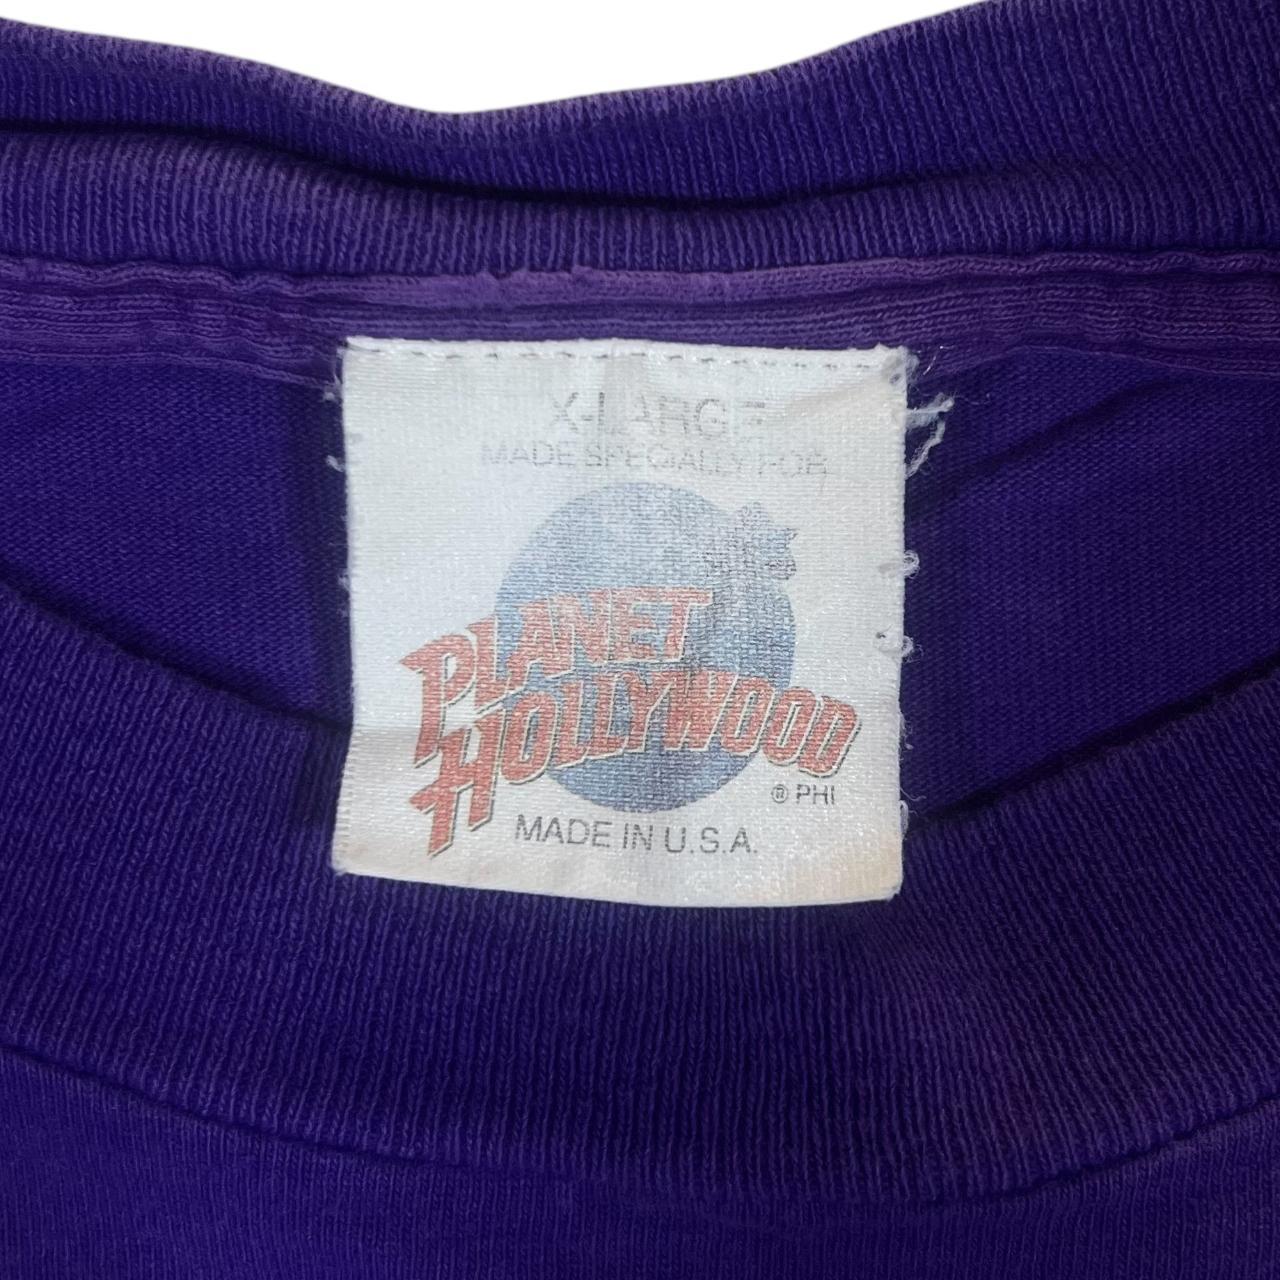 X-LARGE
MADE SPECIALLY FOR
PLANET
HOLLYWOOD
® PHI
MADE IN U.S.A.